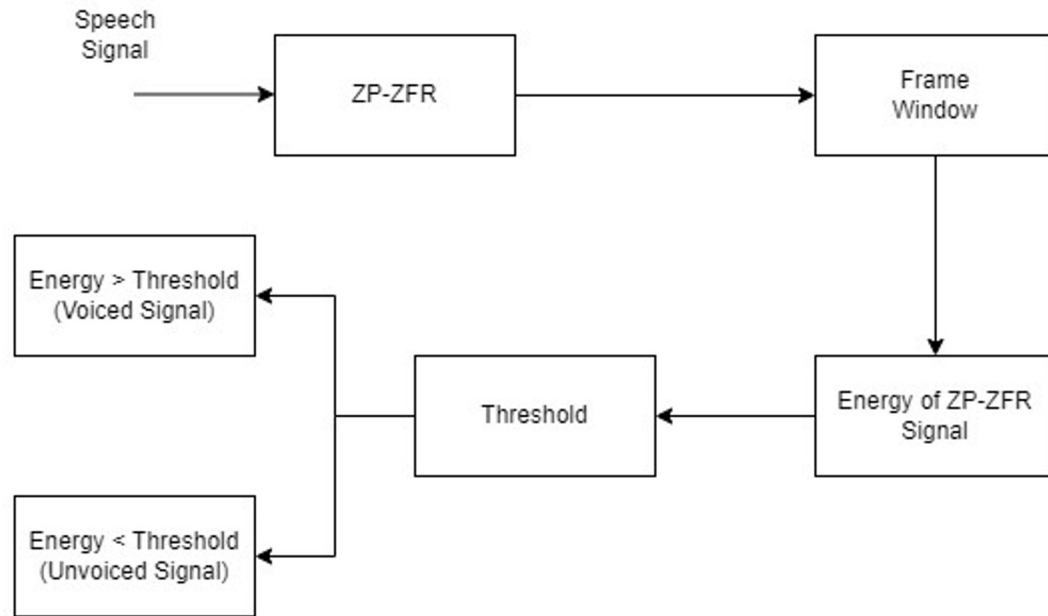 Speech
Signal
ZP-ZFR
Frame
Window
Energy > Threshold
(Voiced Signal)
Threshold
Energy of ZP-ZFR
Signal
Energy < Threshold
(Unvoiced Signal)